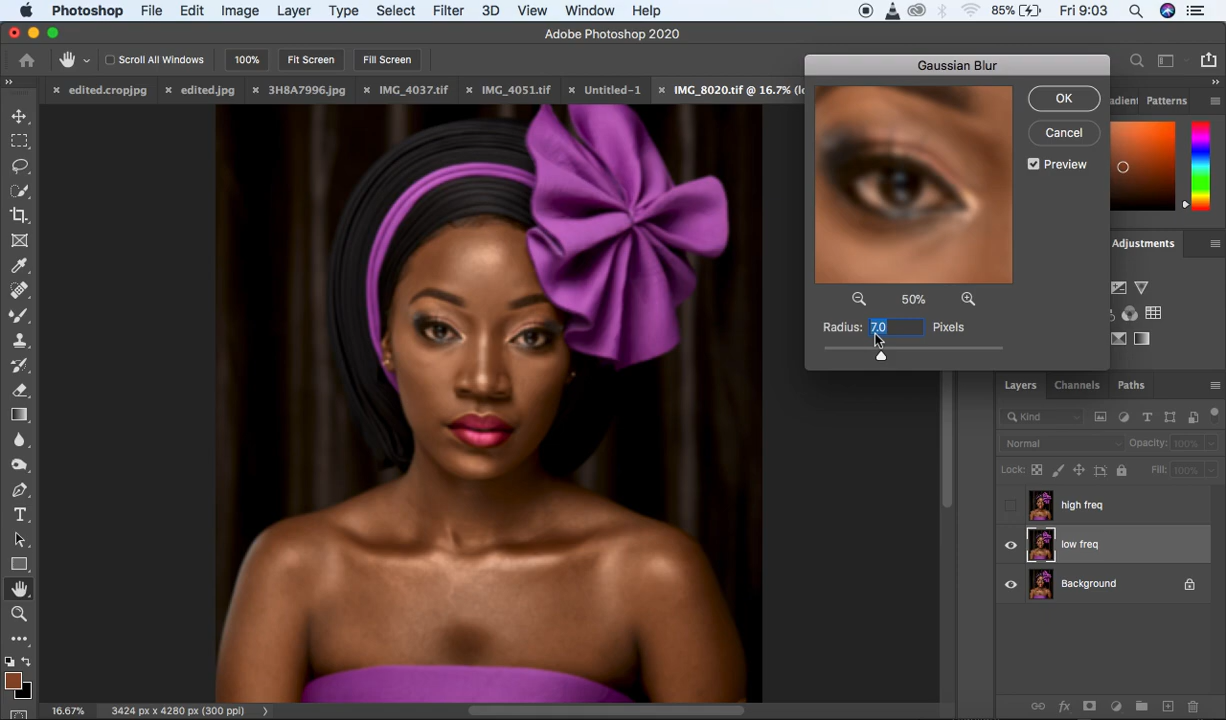 Photoshop File Edit Image Layer Type Select Filter 3D View Window Help 85% Fri 9:03
Adobe Photoshop 2020
Scroll All Windows 100% Fit Screen Fill Screen
edited.cropjpg edited.jpg 3H8A7996.jpg IMG_4037.tif IMG_4051.tif Untitled-1 IMG_8020.tif @ 16.7% (lo
Gaussian Blur
OK
Cancel
Preview
50%
Radius: 7.0 Pixels
Patterns
Adjustments
Layers Channels Paths
Kind
Normal Opacity: 100%
Lock: Fill: 100%
high freq
low freq
Background
16.67% 3424 px x 4280 px (300 ppi)